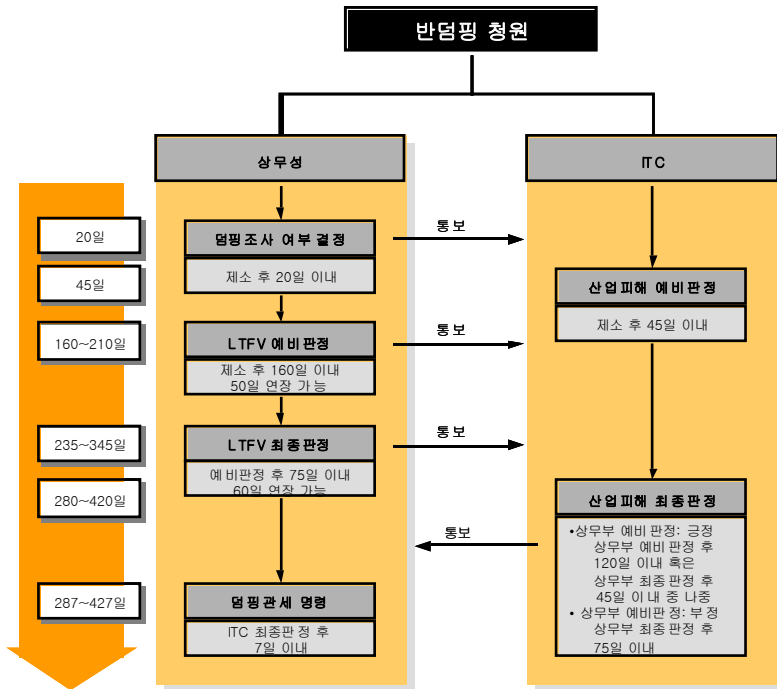 반덤핑 청원
상무성
ITC
20일
45일
160~210일
235~345일
280~420일
287~427일
덤핑조사 여부 결정
제소 후 20일 이내
통보
산업피해 예비판정
제소 후 45일 이내
LTFV 예비판정
제소 후 160일 이내
50일 연장 가능
통보
LTFV 최종판정
예비판정 후 75일 이내
60일 연장 가능
통보
산업피해 최종판정
•상무부 예비판정: 긍정
상무부 예비판정 후
120일 이내 혹은
상무부 최종판정 후
45일 이내 중 나중
• 상무부 예비판정: 부정
상무부 최종판정 후
75일 이내
통보
덤핑관세 명령
ITC 최종판정 후
7일 이내